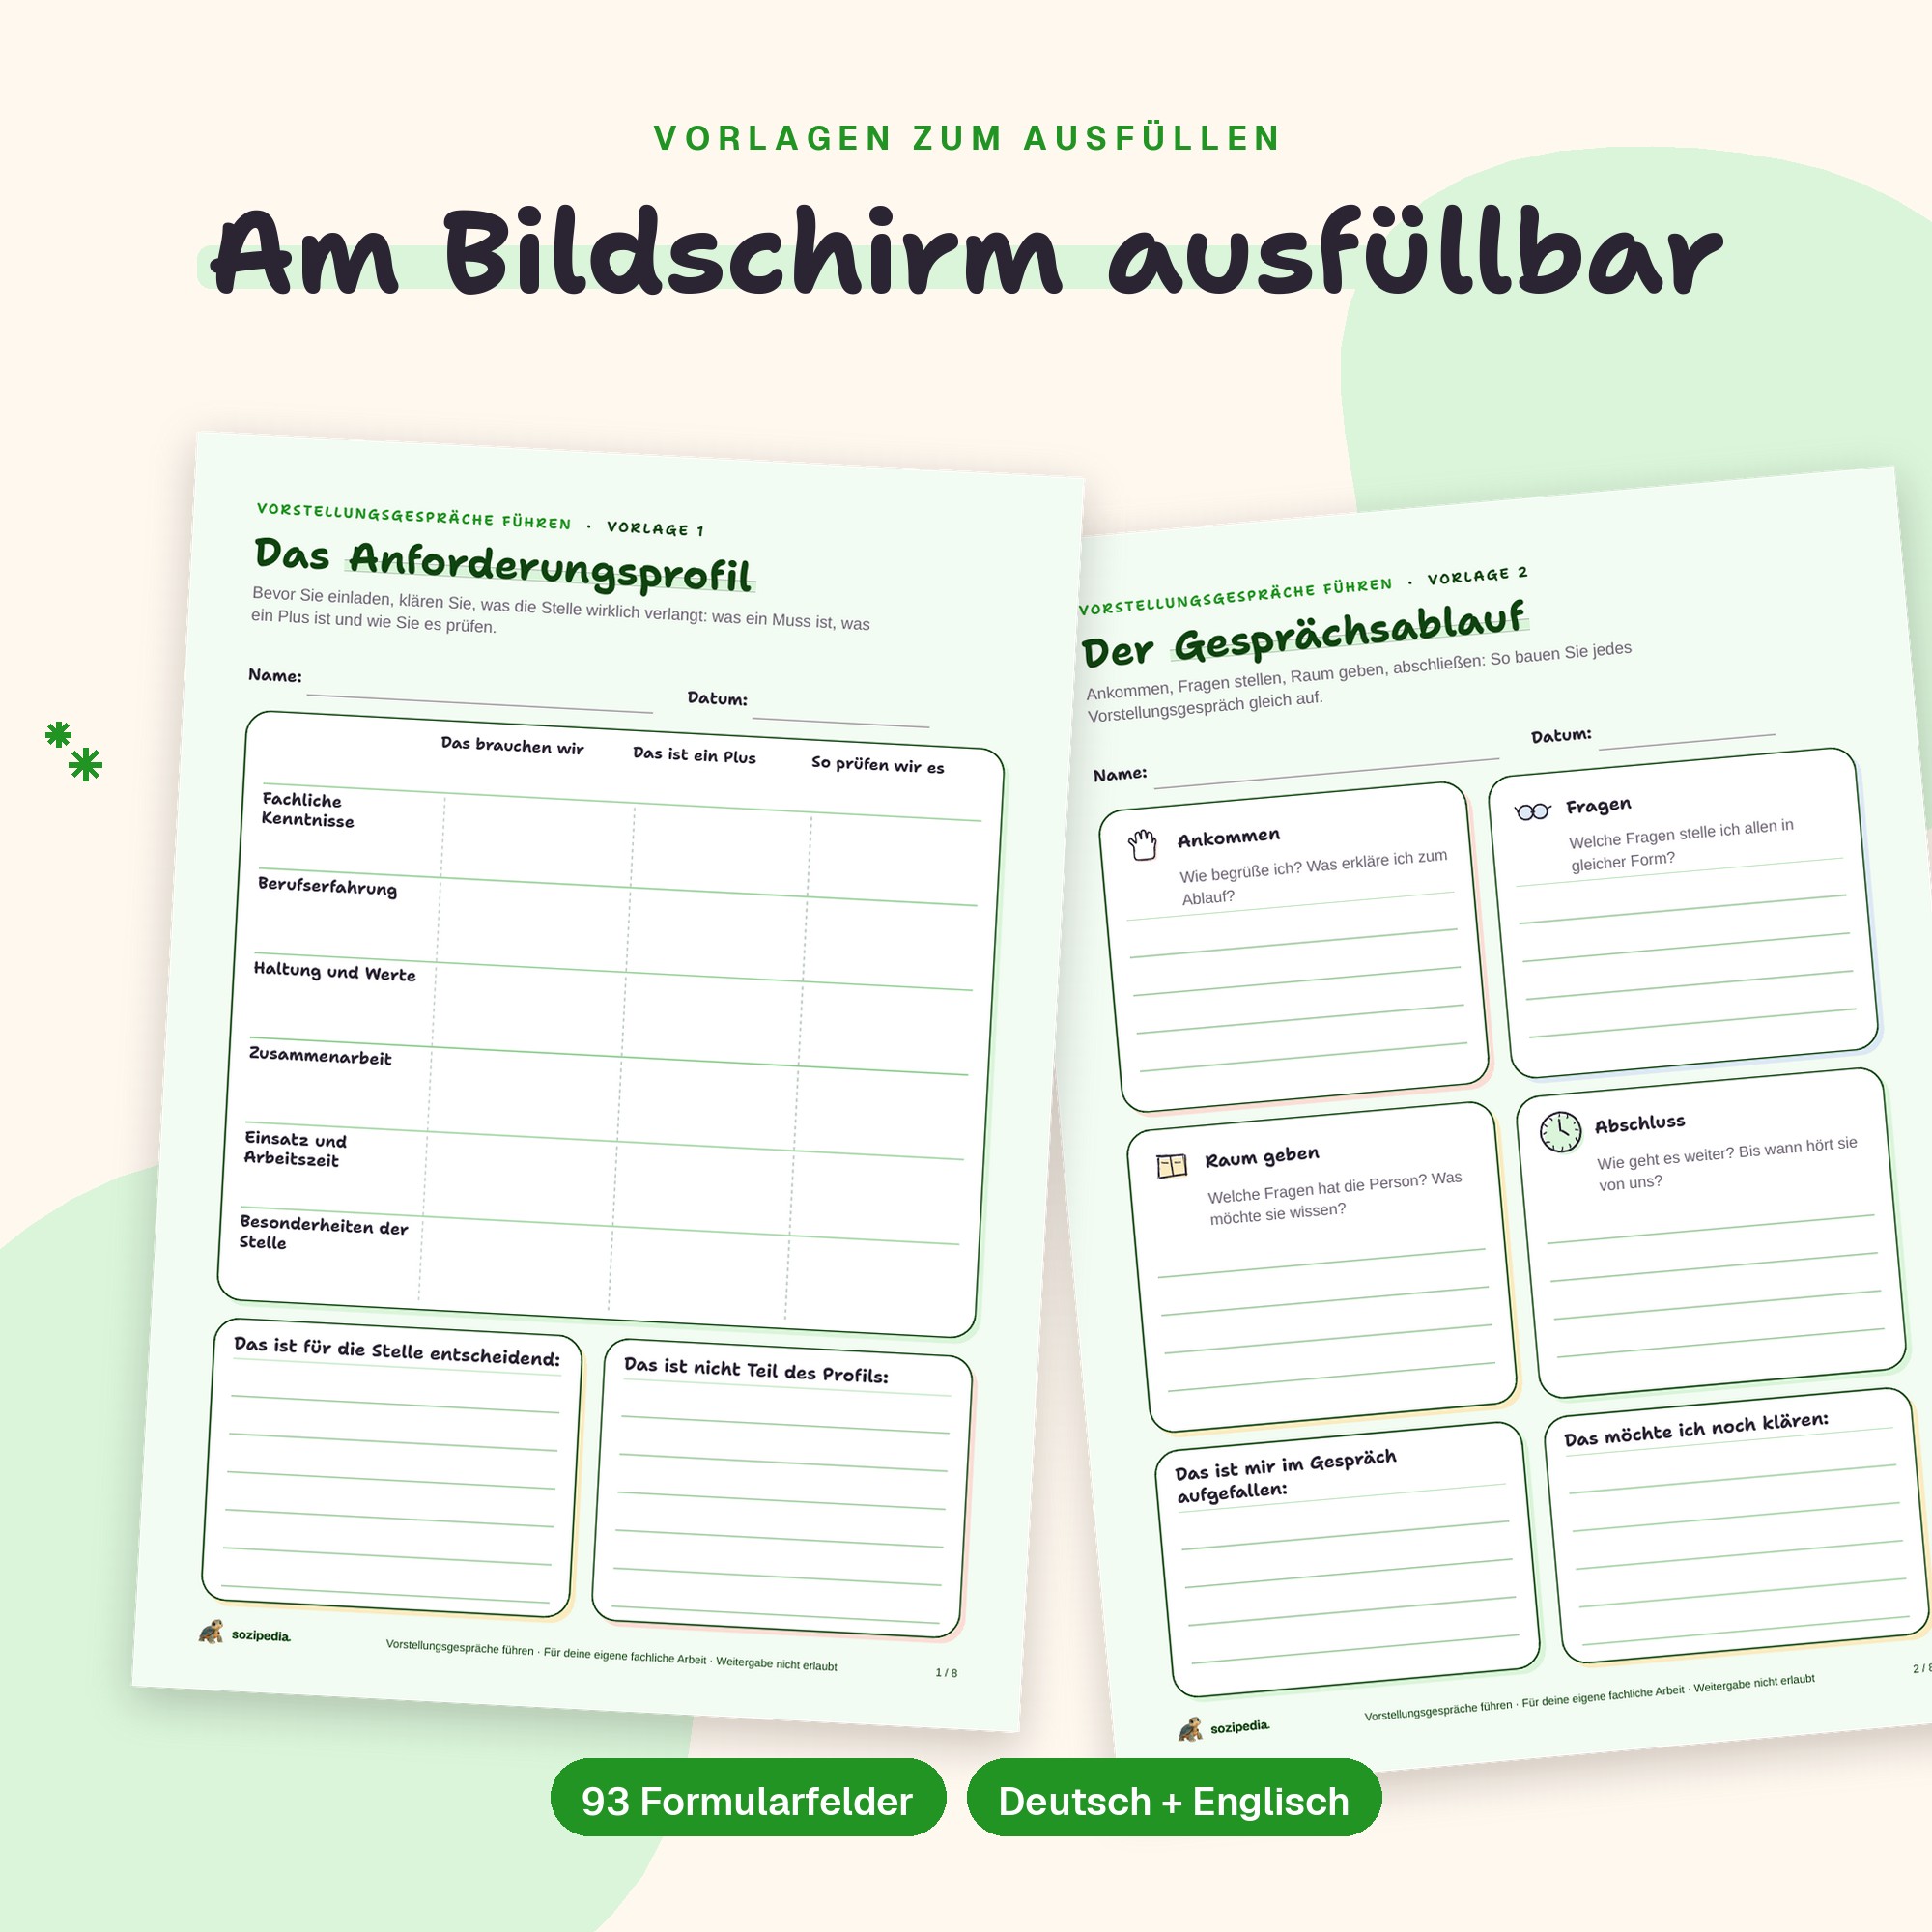 VORLAGEN ZUM AUSFÜLLEN
Am Bildschirm ausfüllbar
VORSTELLUNGSGESPRÄCHE FÜHREN · VORLAGE 1
Das Anforderungsprofil
Bevor Sie einladen, klären Sie, was die Stelle wirklich verlangt: was ein Muss ist, was
ein Plus ist und wie Sie es prüfen.
Name:
Datum:
Das brauchen wir
Das ist ein Plus
So prüfen wir es
Fachliche
Kenntnisse
Berufserfahrung
Haltung und Werte
Zusammenarbeit
Einsatz und
Arbeitszeit
Besonderheiten der
Stelle
Das ist für die Stelle entscheidend:
Das ist nicht Teil des Profils:
sozipedia.
Vorstellungsgespräche führen · Für deine eigene fachliche Arbeit · Weitergabe nicht erlaubt
1 / 8
VORSTELLUNGSGESPRÄCHE FÜHREN · VORLAGE 2
Der Gesprächsablauf
Ankommen, Fragen stellen, Raum geben, abschließen: So bauen Sie jedes
Vorstellungsgespräch gleich auf.
Name:
Datum:
Ankommen
Wie begrüße ich? Was erkläre ich zum
Ablauf?
Fragen
Welche Fragen stelle ich allen in
gleicher Form?
Raum geben
Welche Fragen hat die Person? Was
möchte sie wissen?
Abschluss
Wie geht es weiter? Bis wann hört sie
von uns?
Das ist mir im Gespräch
aufgefallen:
Das möchte ich noch klären:
sozipedia.
Vorstellungsgespräche führen · Für deine eigene fachliche Arbeit · Weitergabe nicht erlaubt
2 / 8
93 Formularfelder
Deutsch + Englisch